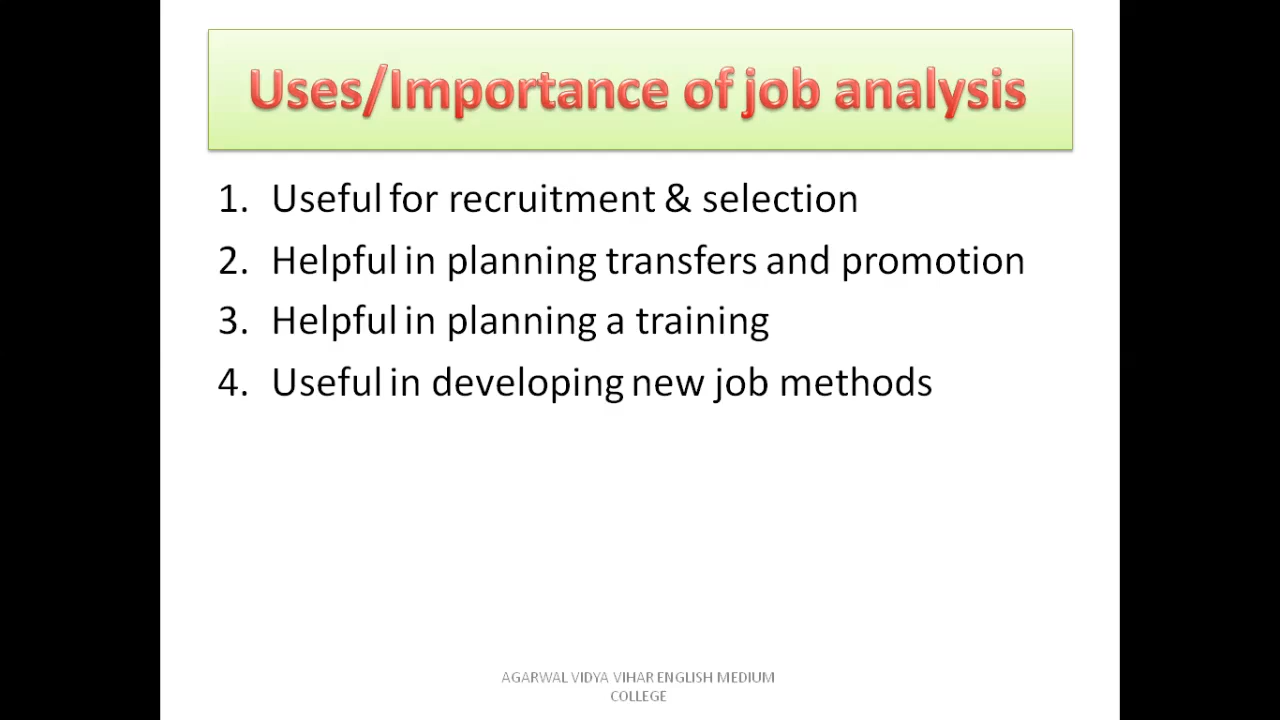 Uses/Importance of job analysis
1. Useful for recruitment & selection
2. Helpful in planning transfers and promotion
3. Helpful in planning a training
4. Useful in developing new job methods
AGARWAL VIDYA VIHAR ENGLISH MEDIUM
COLLEGE